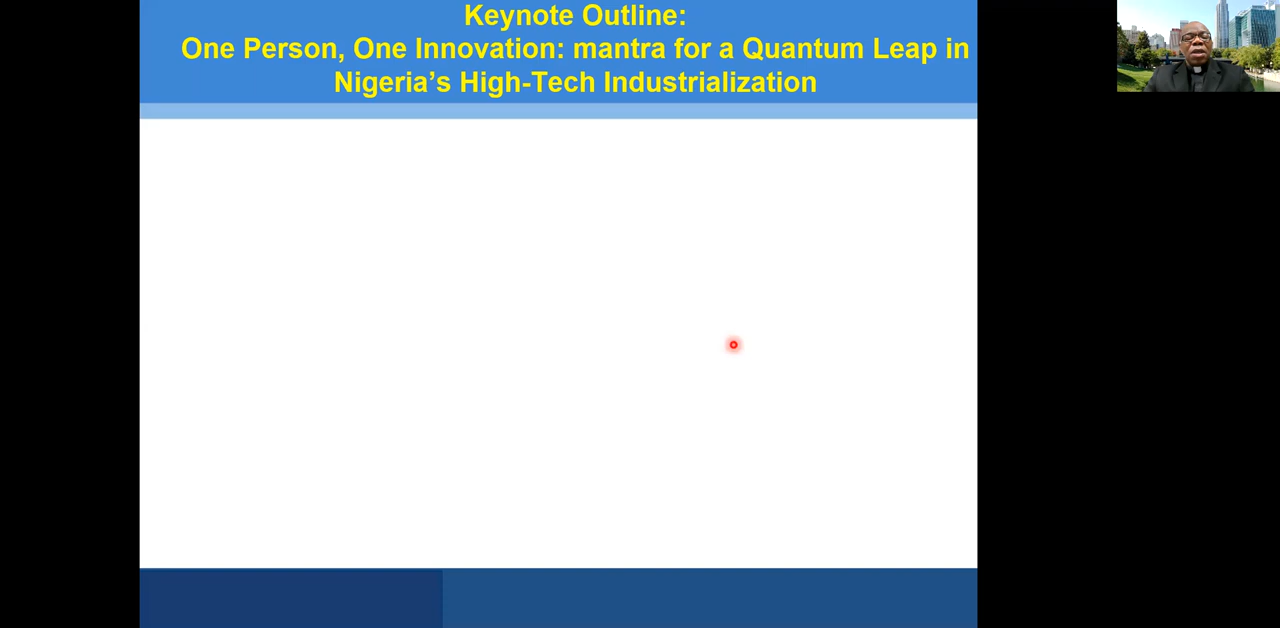 Keynote Outline:
One Person, One Innovation: mantra for a Quantum Leap in
Nigeria’s High-Tech Industrialization